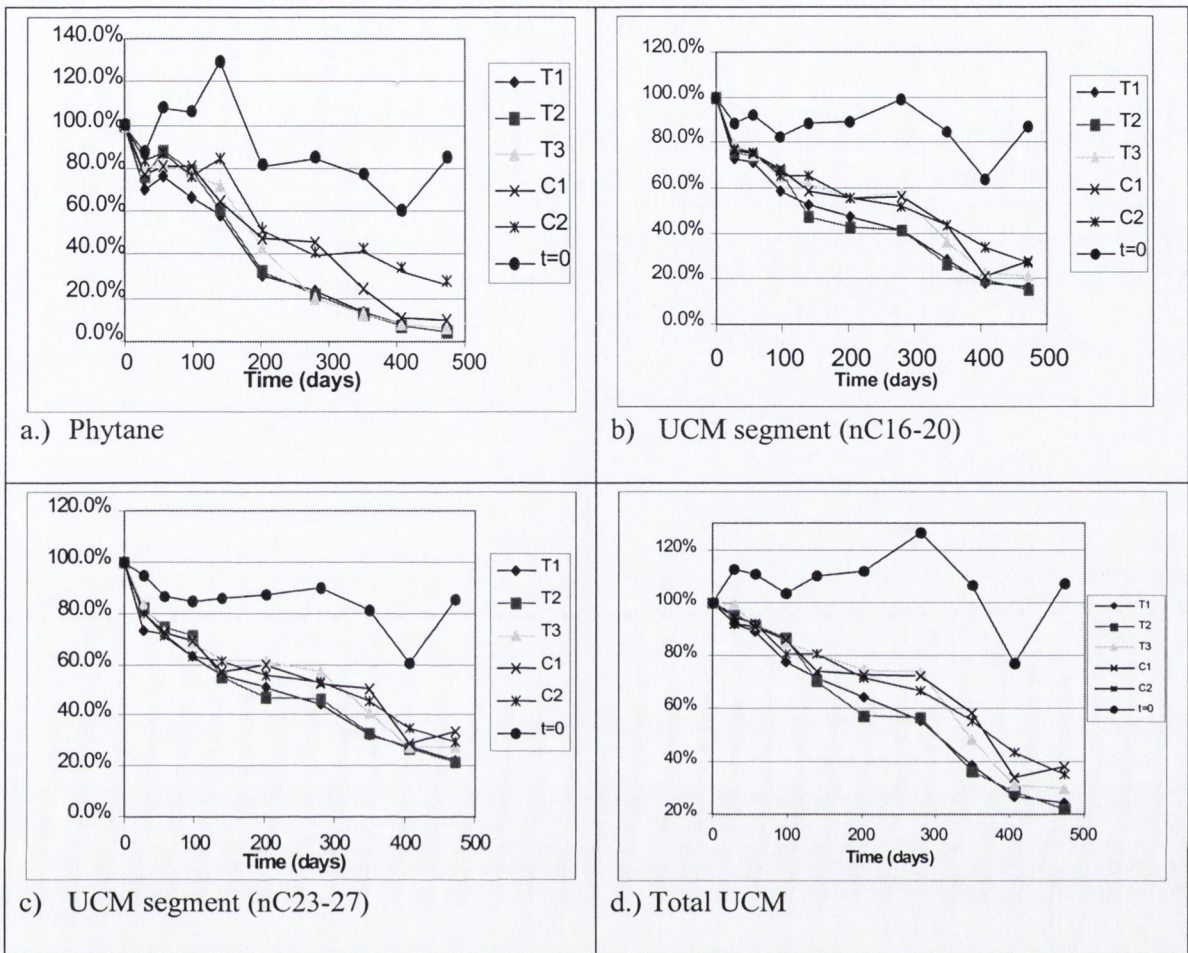 140.0%
120.0%
100.0%
80.0%
60.0%
40.0%
20.0%
0.0%
0 100 200 300 400 500
Time (days)
T1
T2
T3
C1
C2
t=0
a.) Phytane
120.0%
100.0%
80.0%
60.0%
40.0%
20.0%
0.0%
0 100 200 300 400 500
Time (days)
T1
T2
T3
C1
C2
t=0
b) UCM segment (nC16-20)
120.0%
100.0%
80.0%
60.0%
40.0%
20.0%
0.0%
0 100 200 300 400 500
Time (days)
T1
T2
T3
C1
C2
t=0
c) UCM segment (nC23-27)
120%
100%
80%
60%
40%
20%
0 100 200 300 400 500
Time (days)
T1
T2
T3
C1
C2
t=0
d.) Total UCM